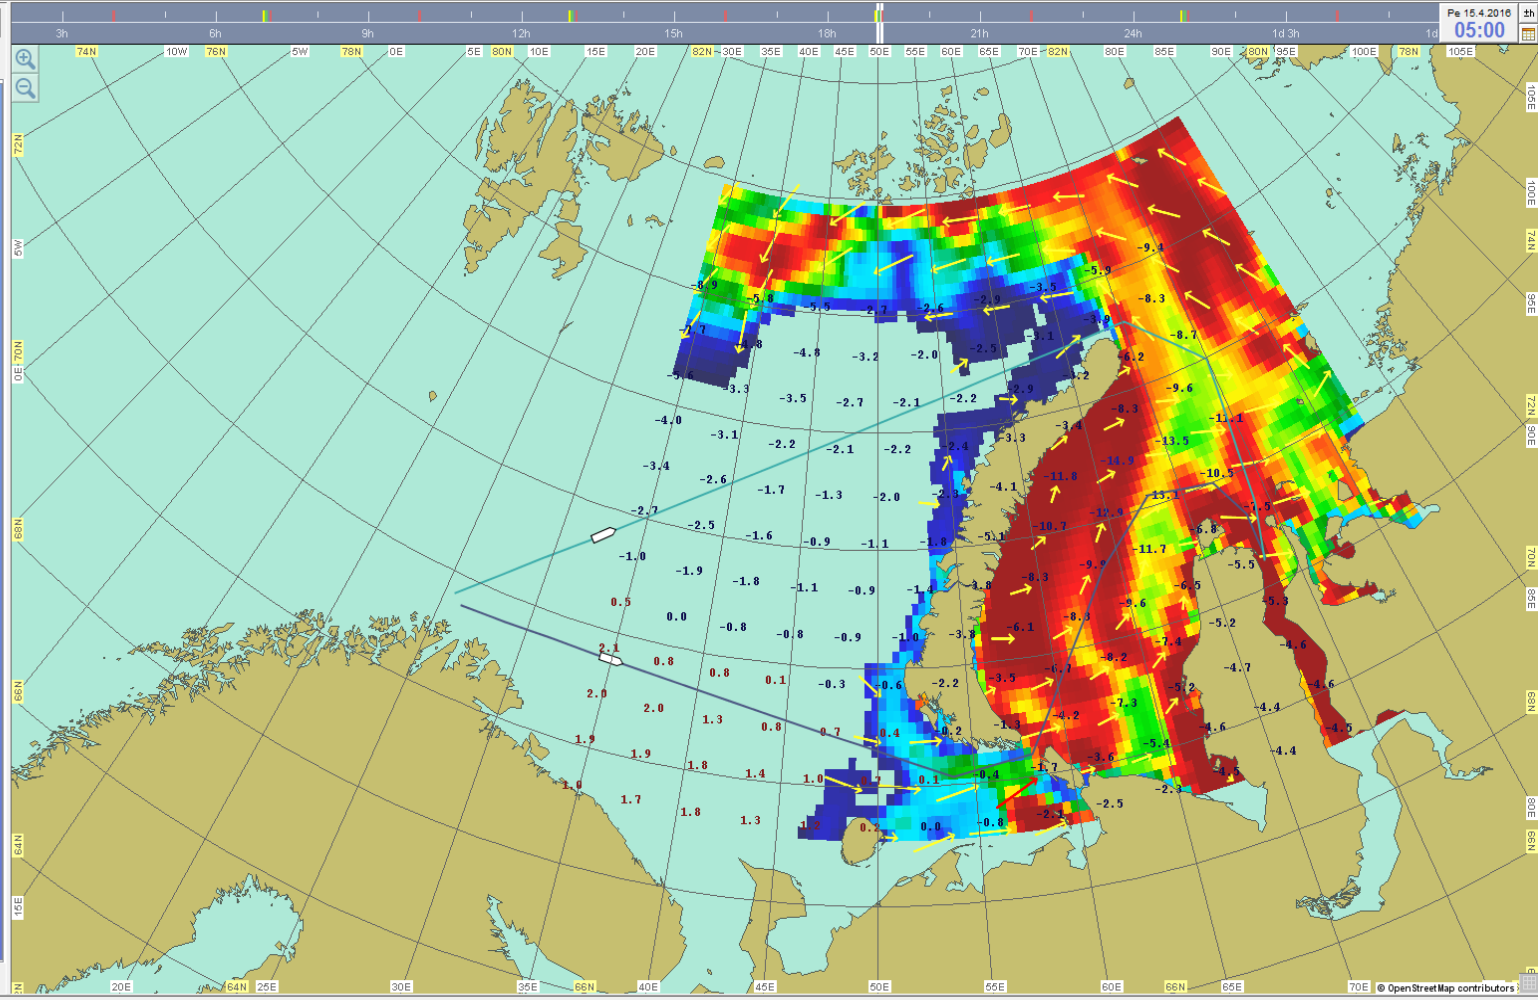 Pe 15.4.2016
±h
05:00
3h 6h 9h 12h 15h 18h 21h 24h 1d 3h 1d
74N 10W 76N 5W 78N 0E 5E 80N 10E 15E 20E 82N 30E 35E 40E 45E 50E 55E 60E 65E 70E 82N 80E 85E 90E 80N 95E 100E 78N 105E
105E
72N
100E
5W
74N
-9.4
-5.9
-8.9 -5.8 -5.5 2.7 -2.6 -2.9 -3.5 -8.3
95E
-7.7 -3.9
-4.8 -4.8 -3.2 -2.0 -2.5 -3.1 -8.7
70N
0E
-5.6 -3.3 -3.2 -6.2
-3.5 -2.7 -2.1 -2.2 -2.9 -9.6
72N
-4.0 -3.1 -3.4 -8.3 -11.1
90E
-2.2 -2.1 -2.2 -2.4 -3.3 -13.5
-3.4 -2.6 -11.8 -14.9 -10.5
-1.7 -1.3 -2.0 -2.3 -4.1 -13.1
-2.7 -2.5 -10.7 -12.9 -7.5
68N
-1.6 -0.9 -1.1 -1.8 -5.1 -6.8
-1.0 -11.7
70N
-1.9 -1.8 -1.1 -0.9 -1.4 -3.8 -8.3 -9.9 -6.5 -5.5
85E
0.5 0.0 -9.6 -5.3
-0.8 -0.8 -0.9 -1.0 -3.8 -6.1 -8.3 -5.2
2.1 0.8 -7.4 -4.6
0.8 0.1 -0.3 -0.6 -2.2 -3.5 -6.7 -8.2 -4.7
66N
2.0 2.0 -5.2 -4.6
68N
1.3 0.8 0.7 0.4 0.2 -1.3 -4.2 -7.3 -4.4
1.9 1.9 -5.4 -4.6 -4.5
1.8 1.4 1.0 0.7 0.1 -0.4 -1.7 -3.6 -4.4
1.8 -4.5
1.7 1.8 1.3 0.2 0.0 -0.8 -2.1 -2.5 -2.3
80E
64N
66N
15E
20E 64N 25E 30E 35E 66N 40E 45E 50E 55E 60E 66N 65E 70E
© OpenStreetMap contributors